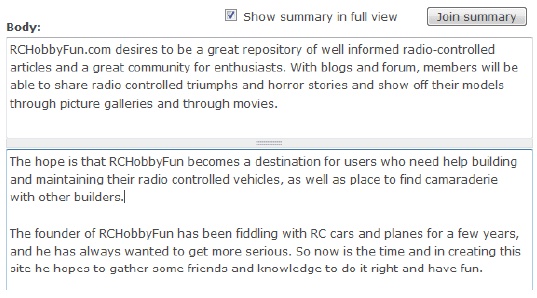 Show summary in full view Join summary
Body:
RCHobbyFun.com desires to be a great repository of well informed radio-controlled
articles and a great community for enthusiasts. With blogs and forum, members will be
able to share radio controlled triumphs and horror stories and show off their models
through picture galleries and through movies.
The hope is that RCHobbyFun becomes a destination for users who need help building
and maintaining their radio controlled vehicles, as well as place to find camaraderie
with other builders.
The founder of RCHobbyFun has been fiddling with RC cars and planes for a few years,
and he has always wanted to get more serious. So now is the time and in creating this
site he hopes to gather some friends and knowledge to do it right and have fun.